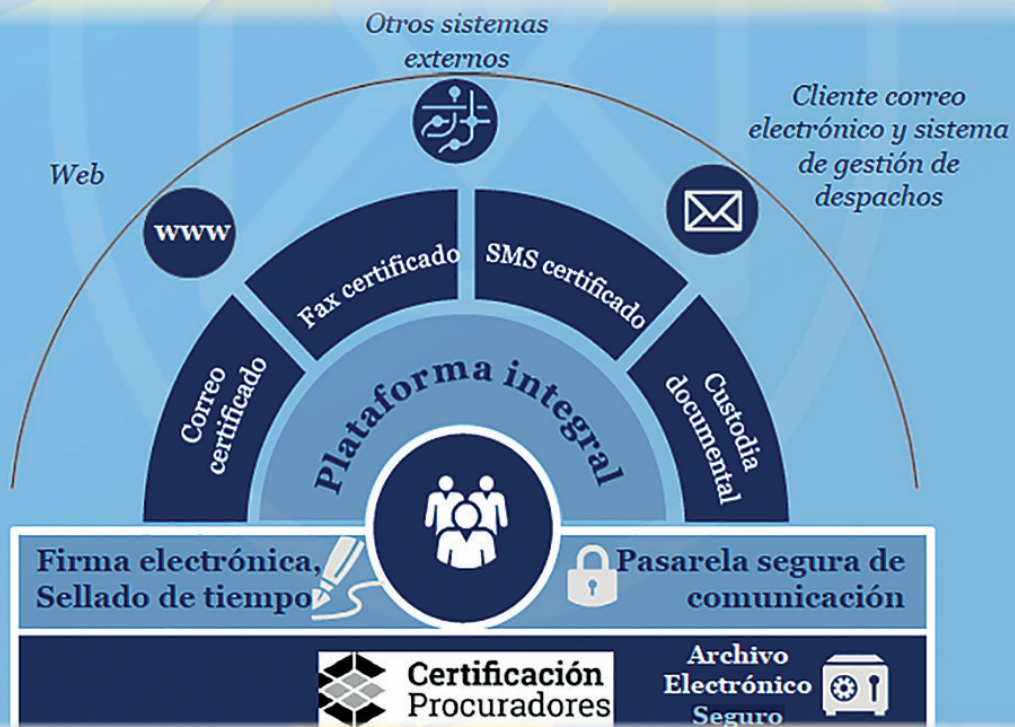 Otros sistemas
externos
Cliente correo
electrónico y sistema
de gestión de
despachos
Web
www
Fax certificado
SMS certificado
Correo
certificado
Custodia
documental
Plataforma integral
Firma electrónica,
Sellado de tiempo
Pasarela segura de
comunicación
Certificación
Procuradores
Archivo
Electrónico
Seguro